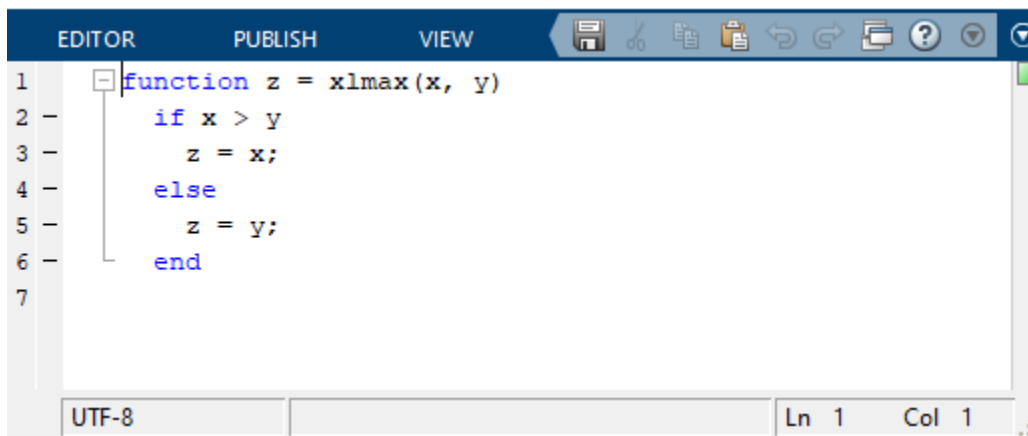 EDITOR PUBLISH VIEW
1 function z = xlmax(x, y)
2 – if x > y
3 – z = x;
4 – else
5 – z = y;
6 – end
7
UTF-8 Ln 1 Col 1